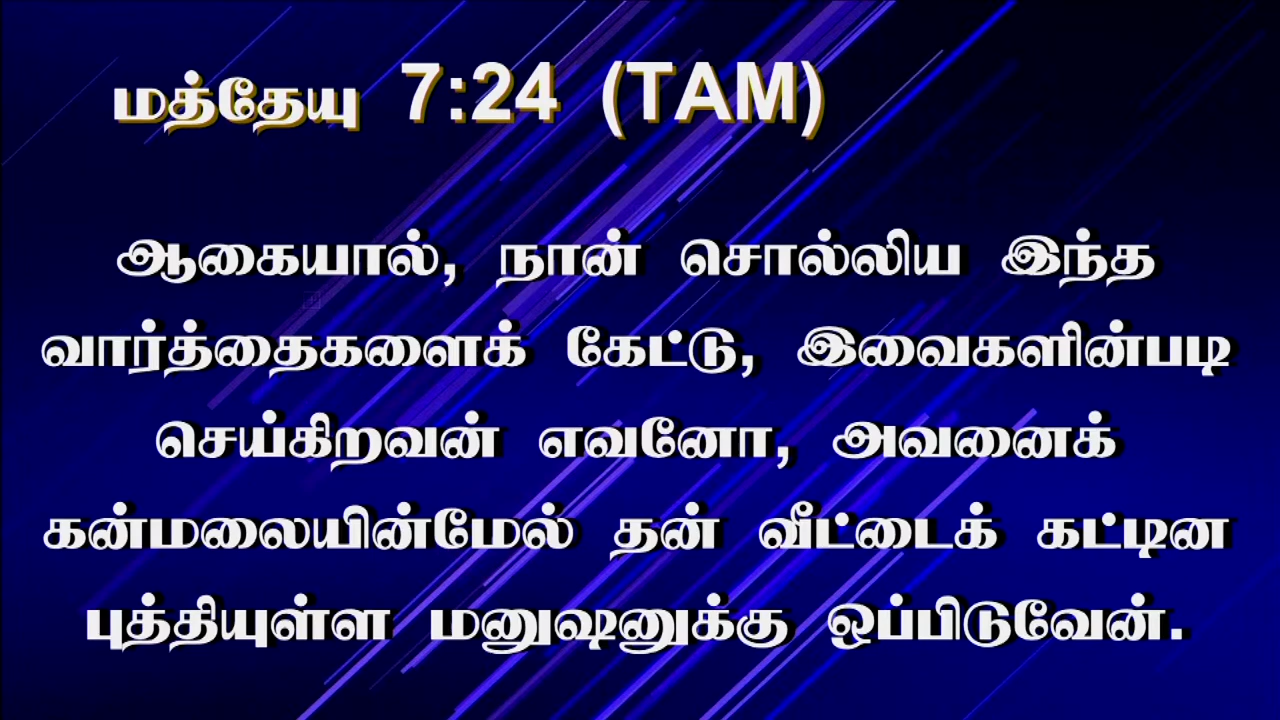 மத்தேயு 7:24 (TAM)
ஆகையால், நான் சொல்லிய இந்த
வார்த்தைகளைக் கேட்டு, இவைகளின்படி
செய்கிறவன் எவனோ, அவனைக்
கன்மலையின்மேல் தன் வீட்டைக் கட்டின
புத்தியுள்ள மனுஷனுக்கு ஒப்பிடுவேன்.